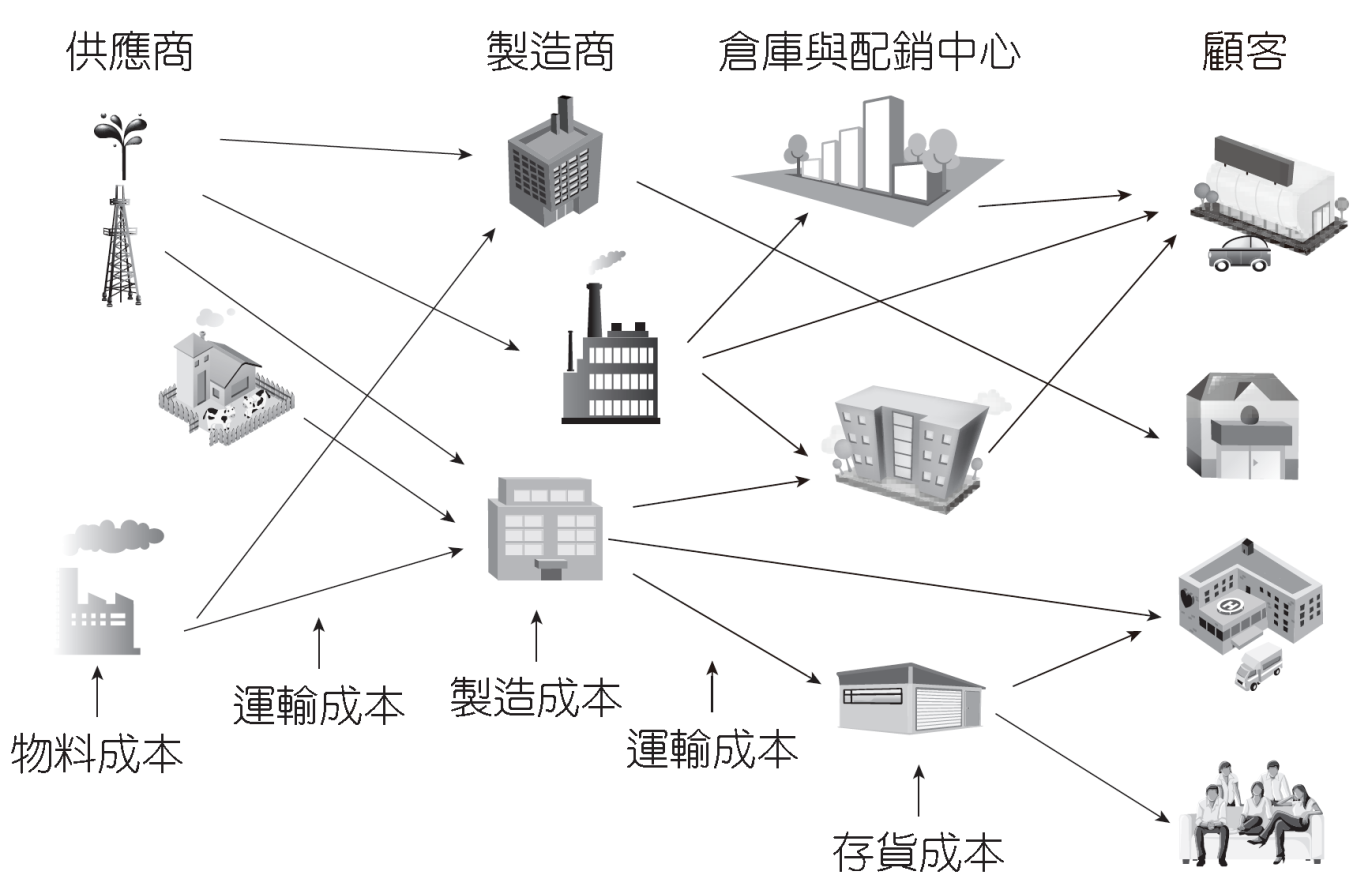 供應商
製造商
倉庫與配銷中心
顧客
物料成本
運輸成本
製造成本
運輸成本
存貨成本